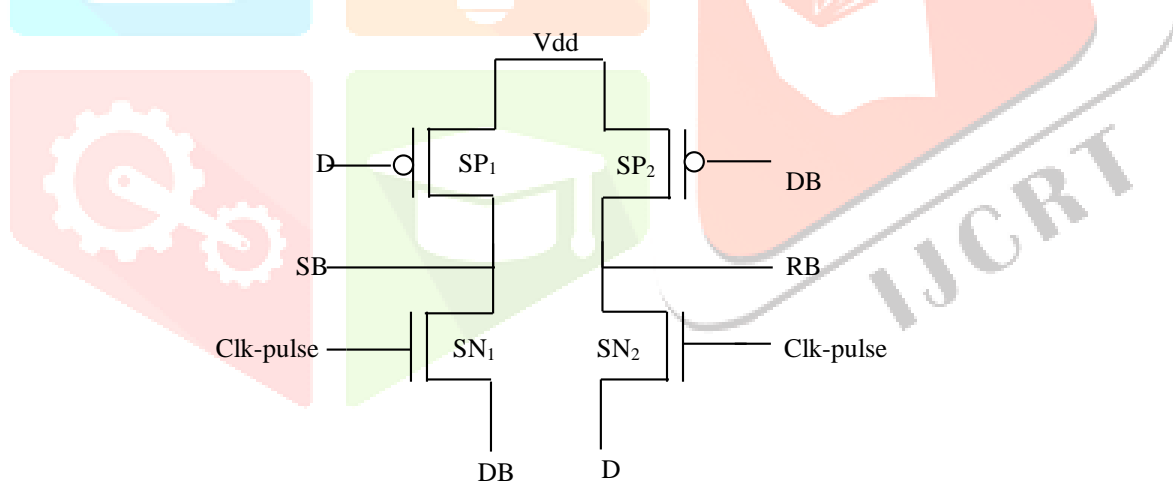 Vdd
D SP₁ SP₂ DB
SB RB
Clk-pulse SN₁ SN₂ Clk-pulse
DB D
IJCRT